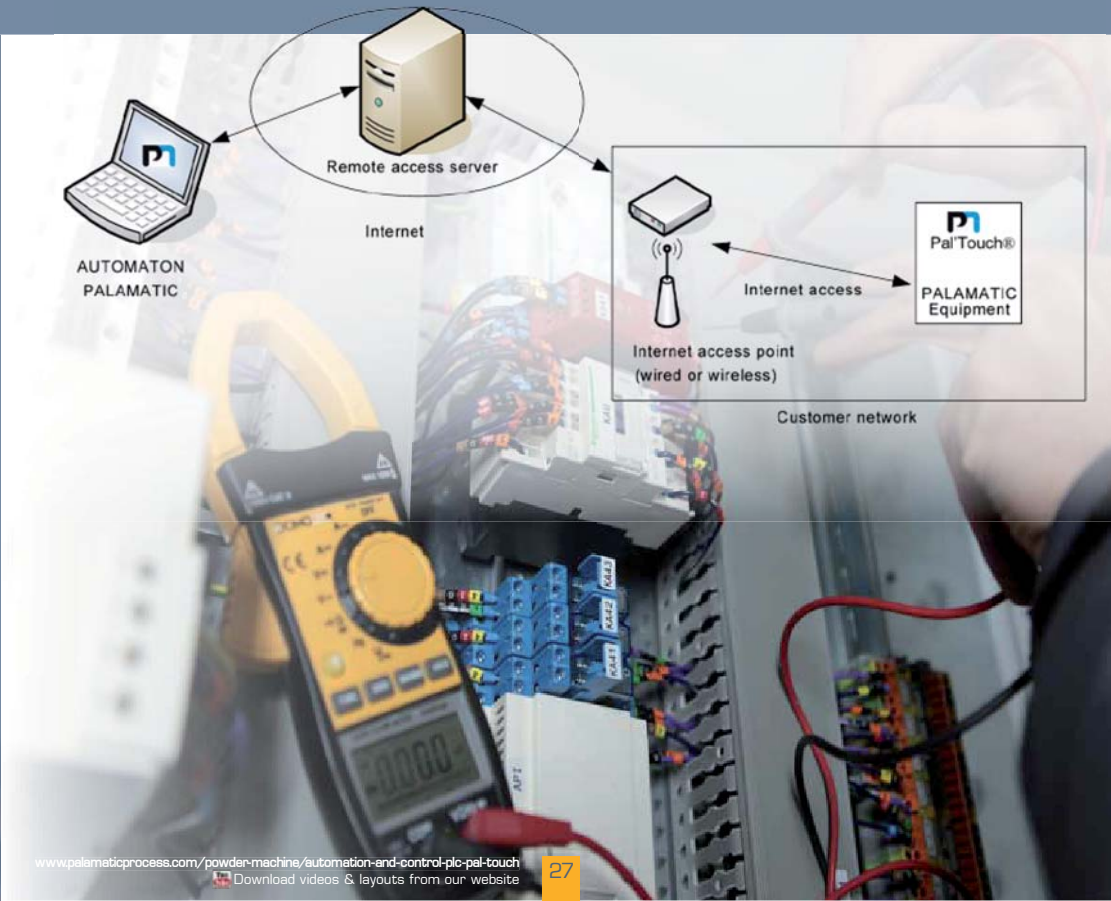 Remote access server
Internet
AUTOMATON
PALAMATIC
Pal'Touch®
PALAMATIC
Equipment
Internet access
Internet access point
(wired or wireless)
Customer network
KA43
KA42
KA41
AP1
0.000
www.palamaticprocess.com/powder-machine/automation-and-control-plc-pal-touch
Download videos & layouts from our website
27